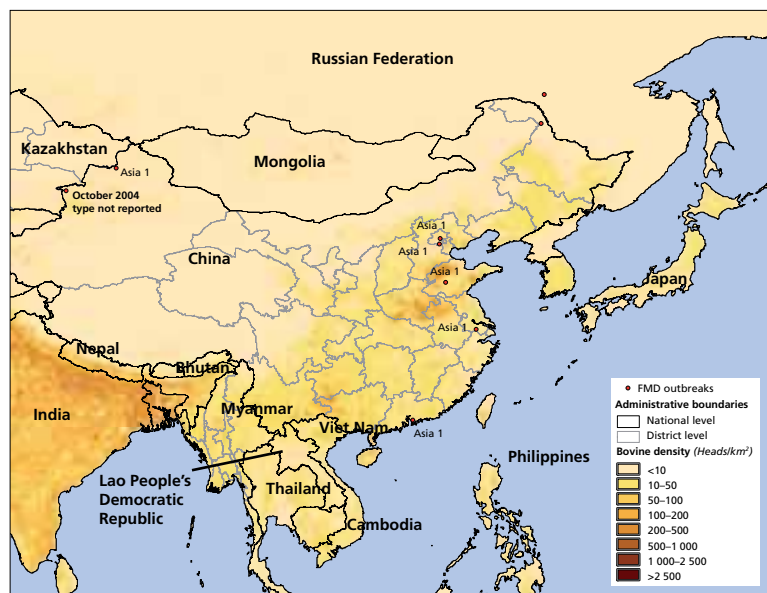 Russian Federation
Kazakhstan
Mongolia
Asia 1
October 2004
type not reported
Asia 1
Asia 1
China
Asia 1
Japan
Asia 1
Nepal
Bhutan
India
Myanmar
Viet Nam
Asia 1
Lao People's
Democratic
Republic
Thailand
Cambodia
Philippines
FMD outbreaks
Administrative boundaries
National level
District level
Bovine density (Heads/km²)
<10
10–50
50–100
100–200
200–500
500–1 000
1 000–2 500
>2 500